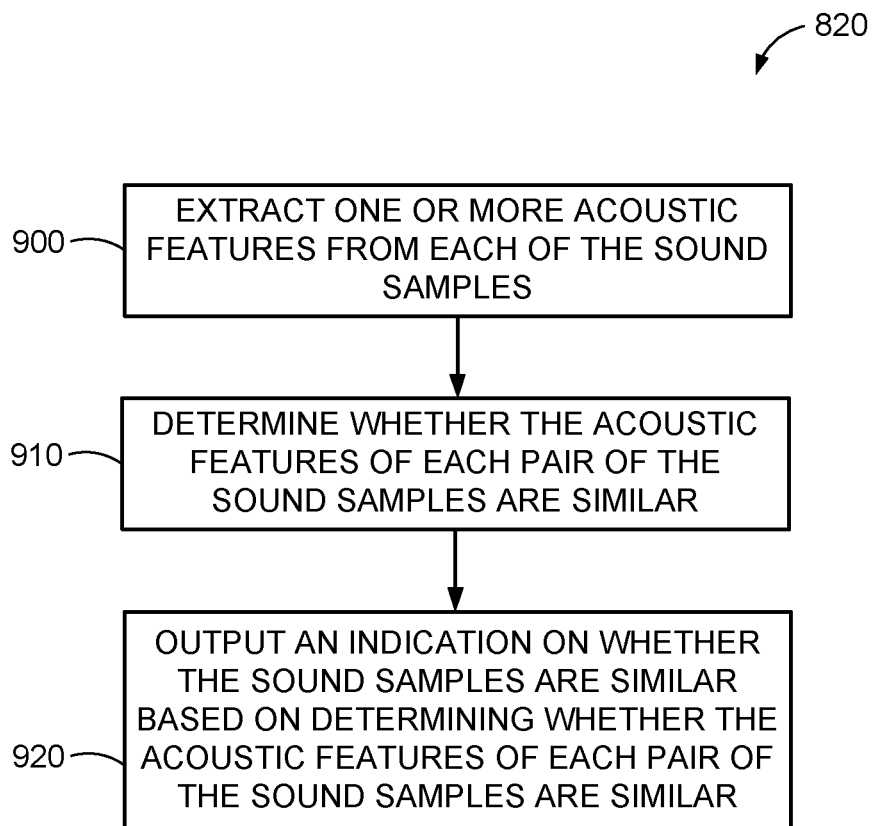 820
900
EXTRACT ONE OR MORE ACOUSTIC
FEATURES FROM EACH OF THE SOUND
SAMPLES
910
DETERMINE WHETHER THE ACOUSTIC
FEATURES OF EACH PAIR OF THE
SOUND SAMPLES ARE SIMILAR
920
OUTPUT AN INDICATION ON WHETHER
THE SOUND SAMPLES ARE SIMILAR
BASED ON DETERMINING WHETHER THE
ACOUSTIC FEATURES OF EACH PAIR OF
THE SOUND SAMPLES ARE SIMILAR